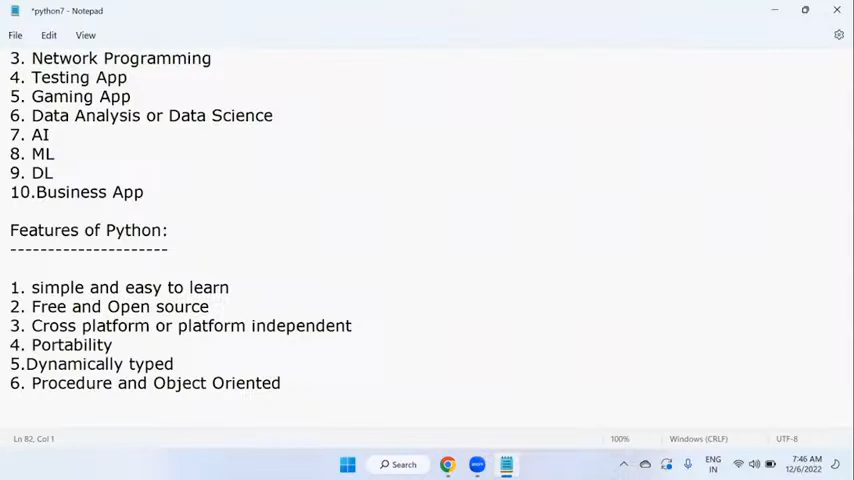 *python7 - Notepad
File Edit View
3. Network Programming
4. Testing App
5. Gaming App
6. Data Analysis or Data Science
7. AI
8. ML
9. DL
10.Business App
Features of Python:
---------------------
1. simple and easy to learn
2. Free and Open source
3. Cross platform or platform independent
4. Portability
5.Dynamically typed
6. Procedure and Object Oriented
Ln 82, Col 1 100% Windows (CRLF) UTF-8
Search zoom ENG IN 7:46 AM 12/6/2022